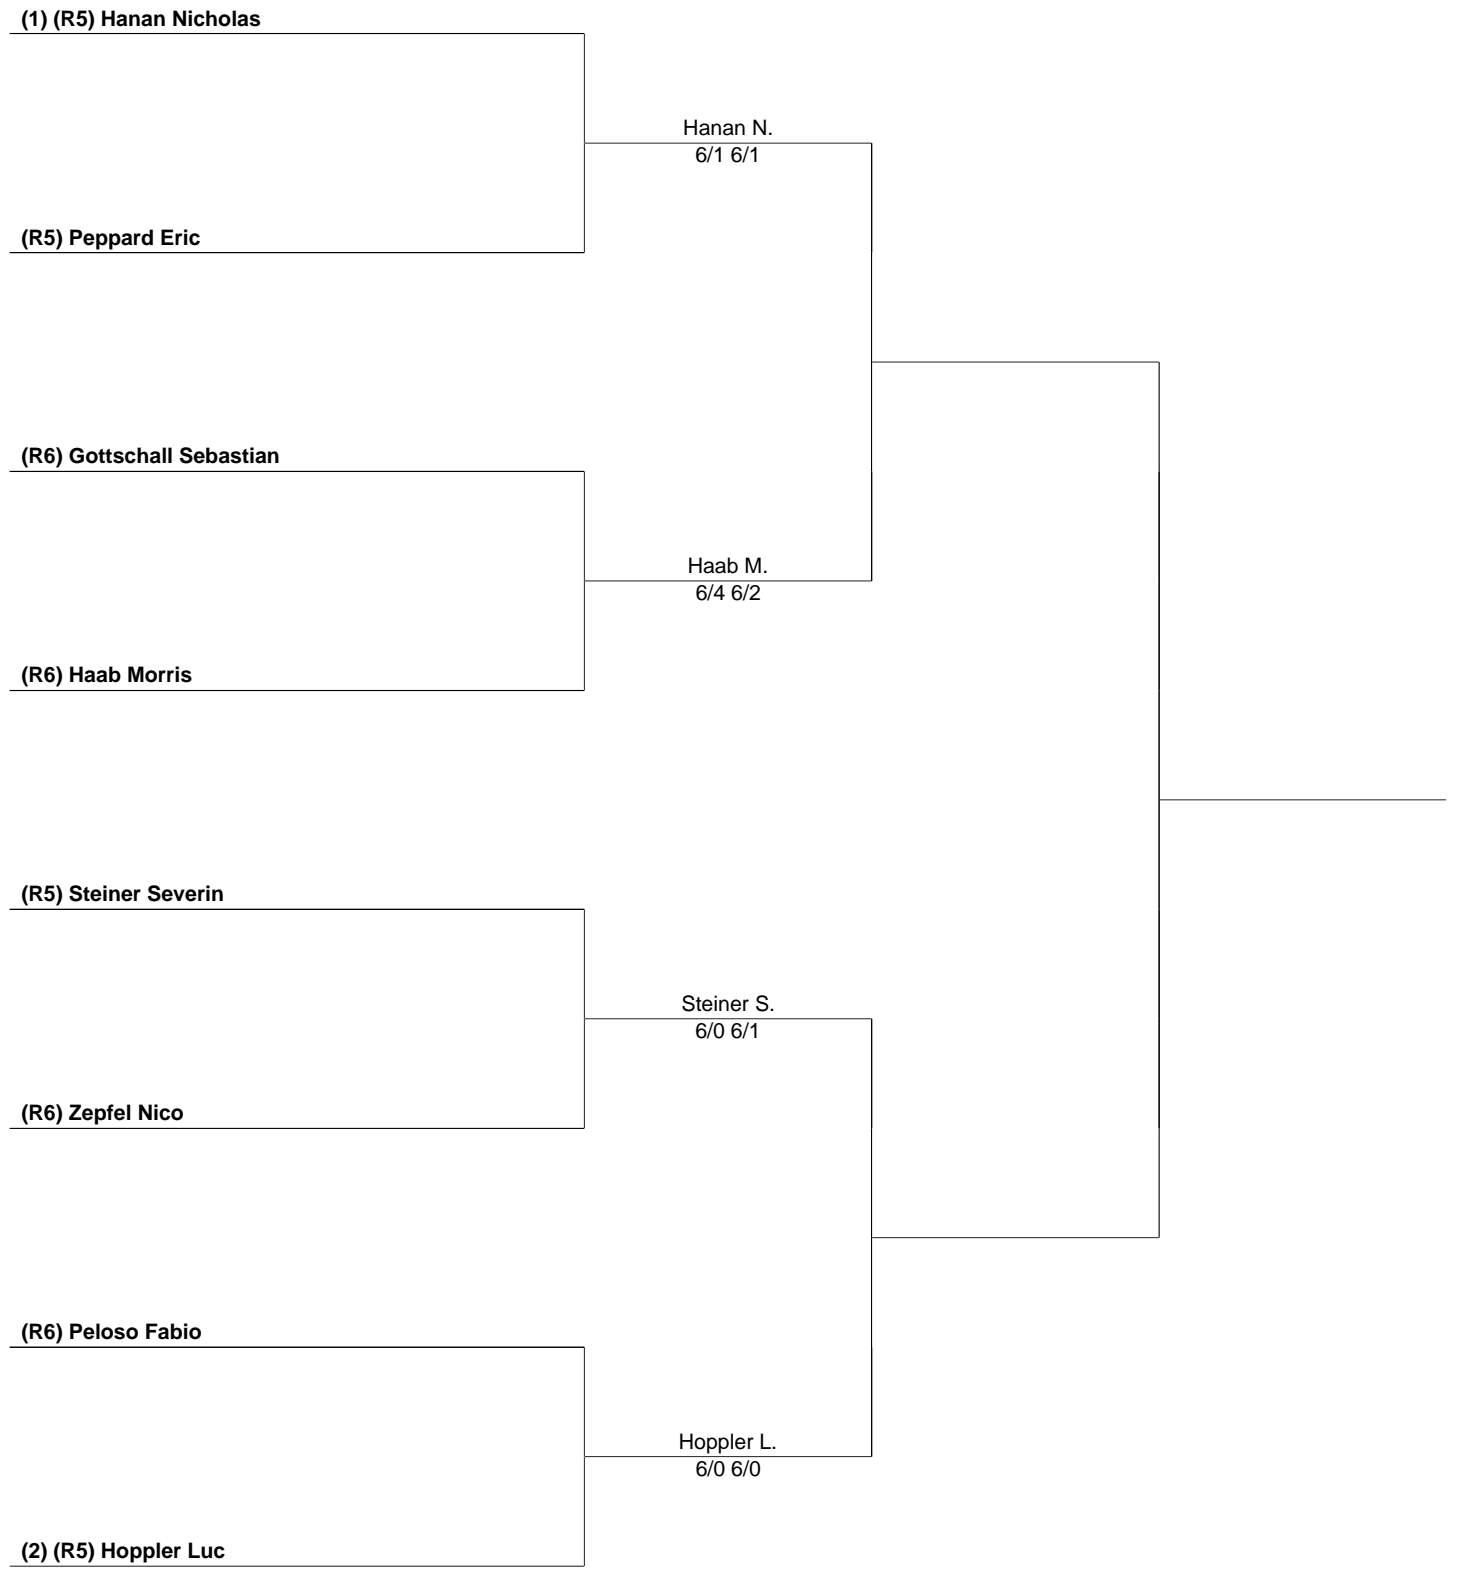 (1) (R5) Hanan Nicholas
Hanan N.
6/1 6/1
(R5) Peppard Eric
(R6) Gottschall Sebastian
Haab M.
6/4 6/2
(R6) Haab Morris
(R5) Steiner Severin
Steiner S.
6/0 6/1
(R6) Zepfel Nico
(R6) Peloso Fabio
Hoppler L.
6/0 6/0
(2) (R5) Hoppler Luc